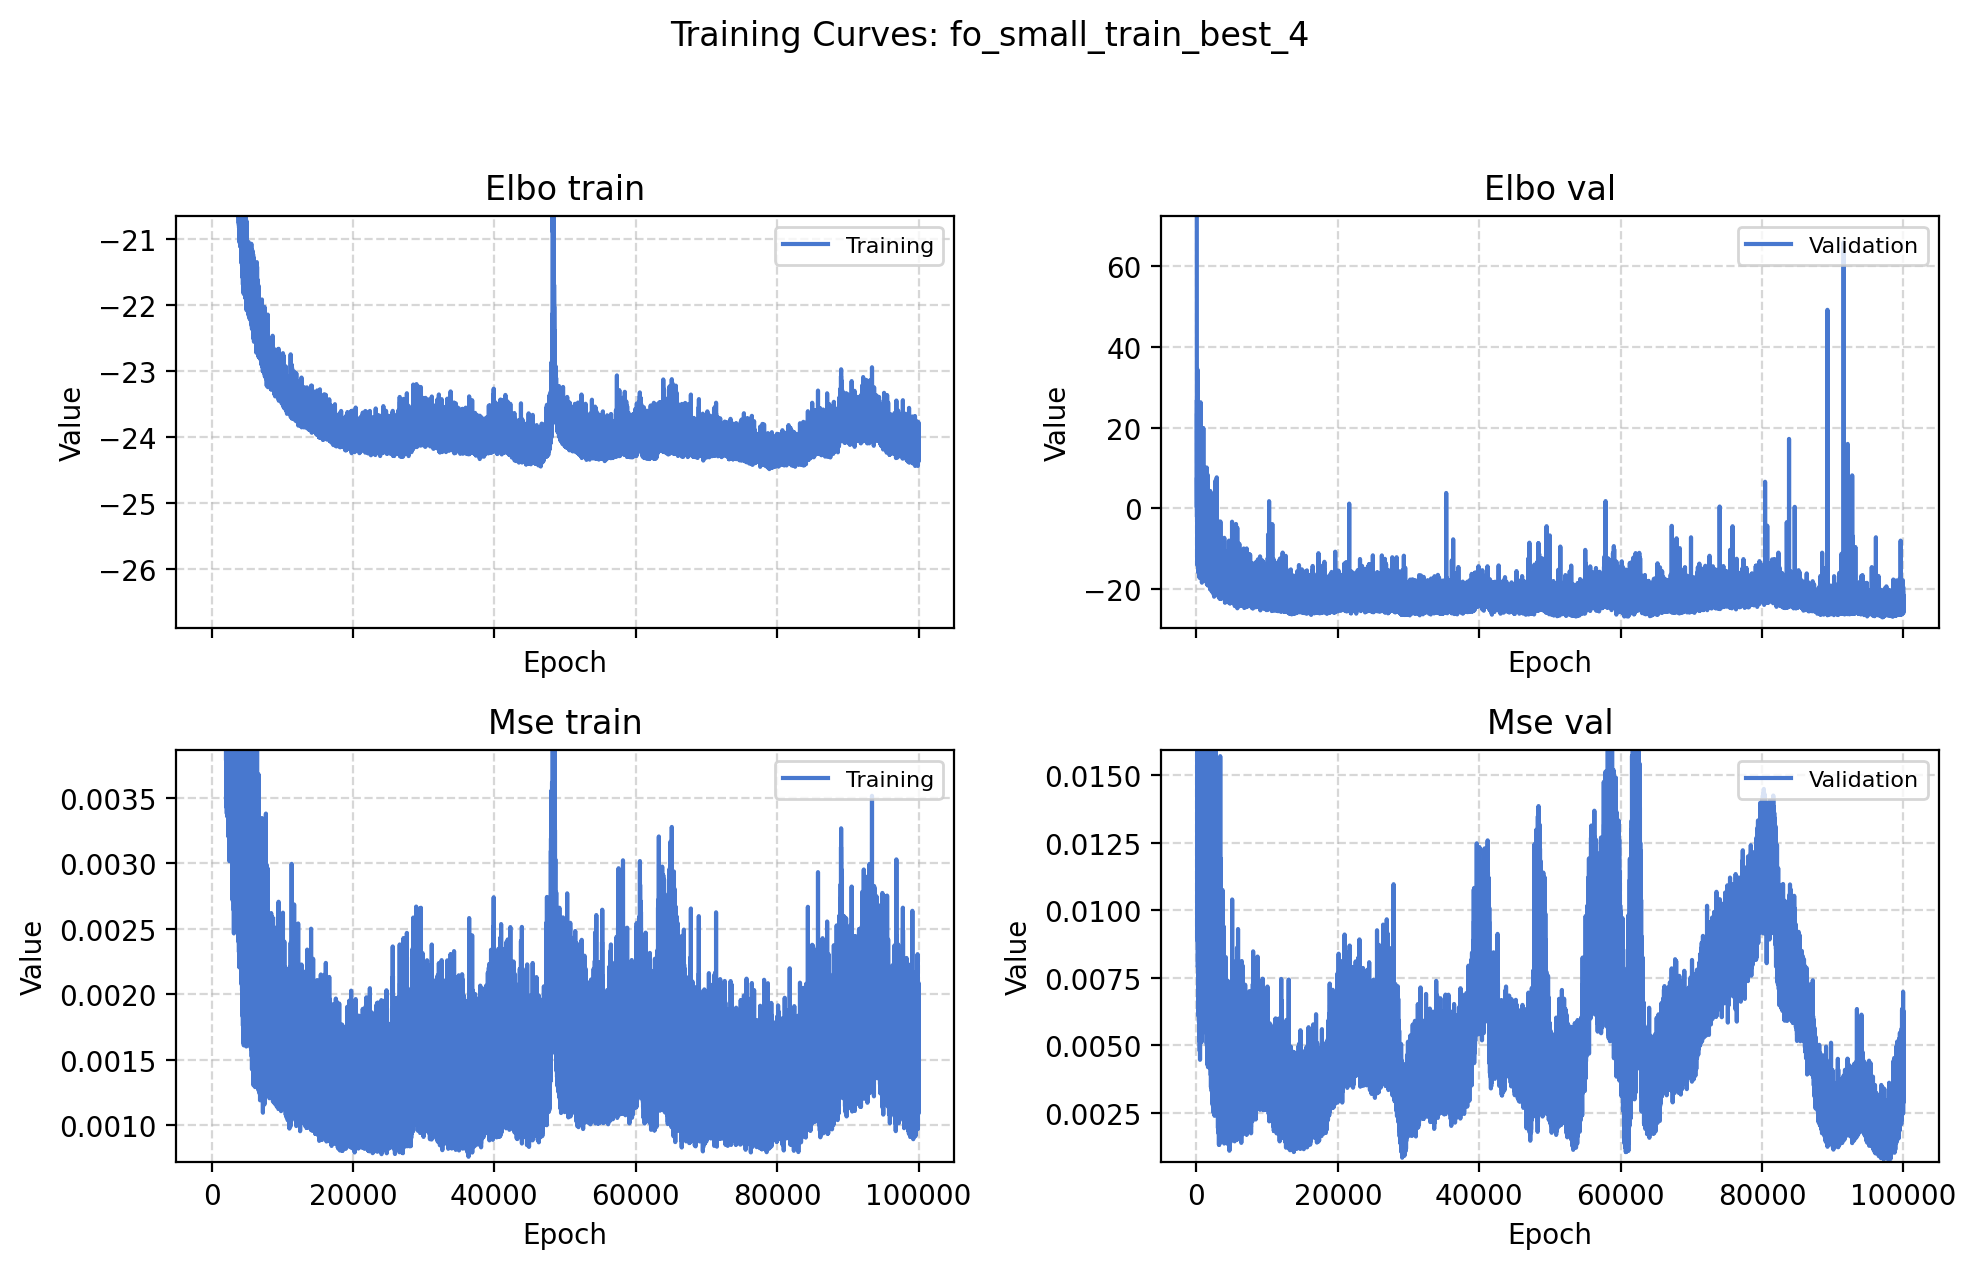 Training Curves: fo_small_train_best_4
Elbo train
Value
−21
−22
−23
−24
−25
−26
Training
Epoch
Elbo val
Value
60
40
20
0
−20
Validation
Epoch
Mse train
Value
0.0035
0.0030
0.0025
0.0020
0.0015
0.0010
Training
0 20000 40000 60000 80000 100000
Epoch
Mse val
Value
0.0150
0.0125
0.0100
0.0075
0.0050
0.0025
Validation
0 20000 40000 60000 80000 100000
Epoch